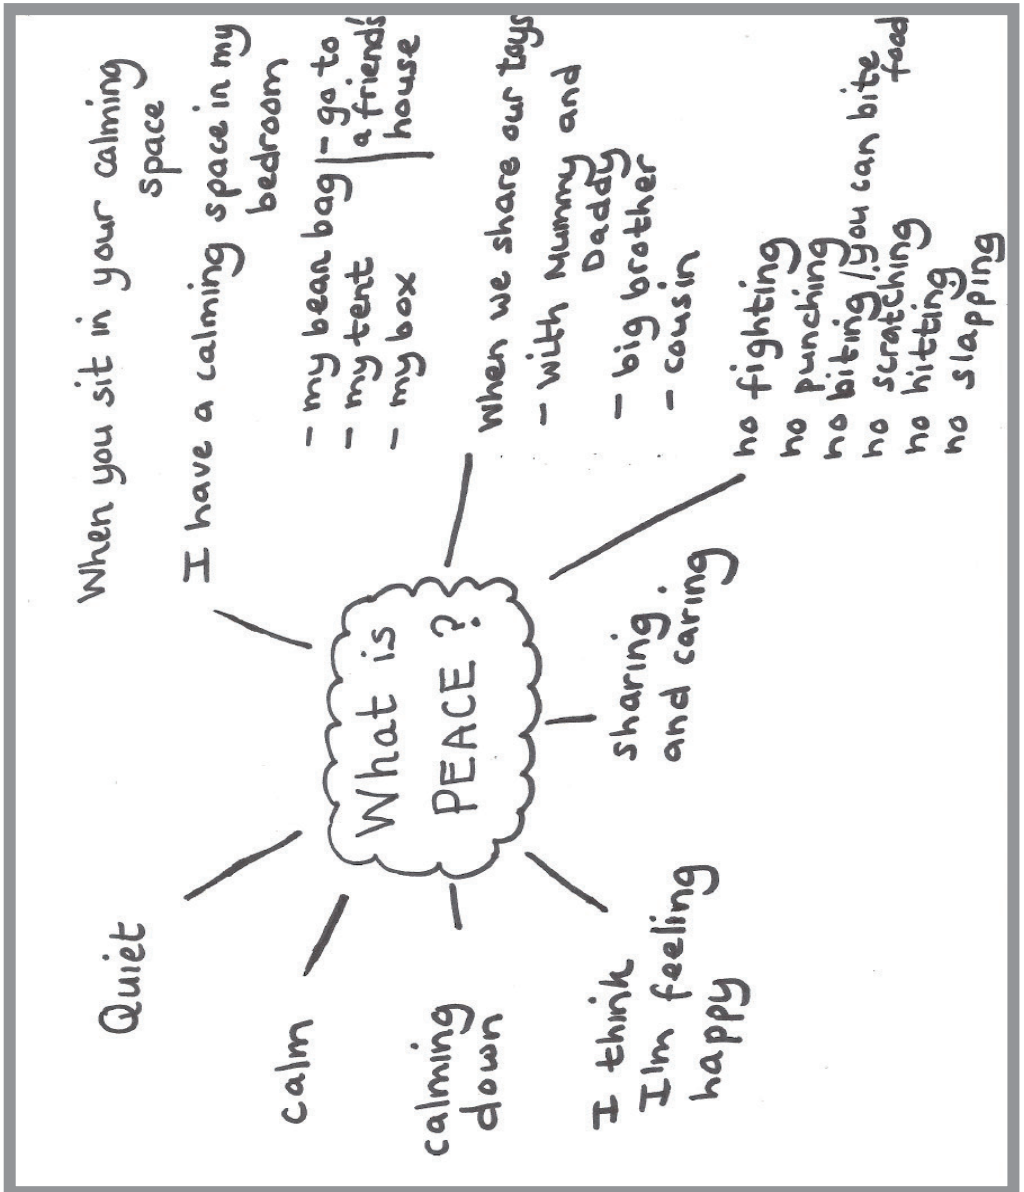 What is
PEACE ?
Quiet
When you sit in your calming
space
I have a calming space in my
bedroom
- my bean bag
- my tent
- my box
- go to
a friend's
house
When we share our toys
- with Mummy and
Daddy
- big brother
- cousin
no fighting
no punching
no biting / you can bite
food
no scratching
no hitting
no slapping
sharing
and caring
I think
I'm feeling
happy
calming
down
calm